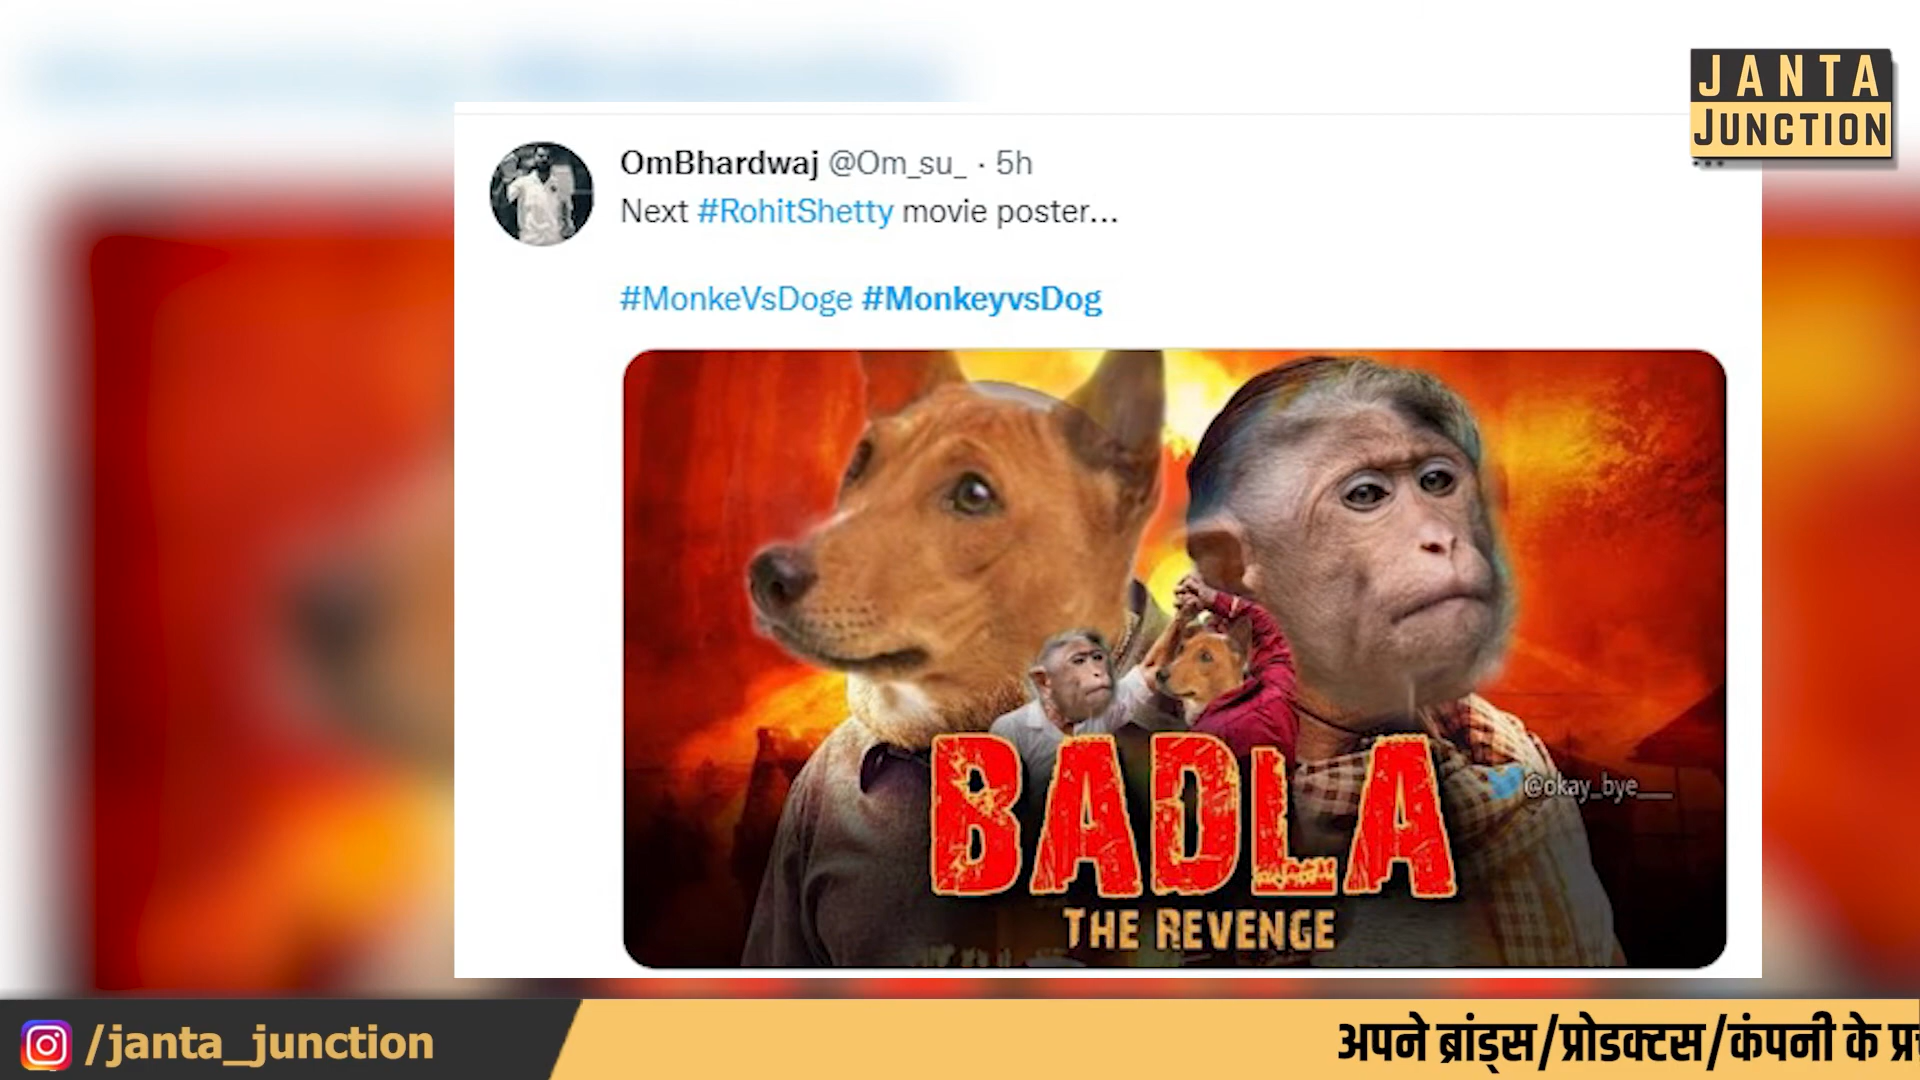 JANTA
JUNCTION
OmBhardwaj @Om_su_ · 5h
Next #RohitShetty movie poster...
#MonkeVsDoge #MonkeyvsDog
@okay_bye___
BADLA
THE REVENGE
/janta_junction
अपने ब्रांड्स/प्रोडक्टस/कंपनी के